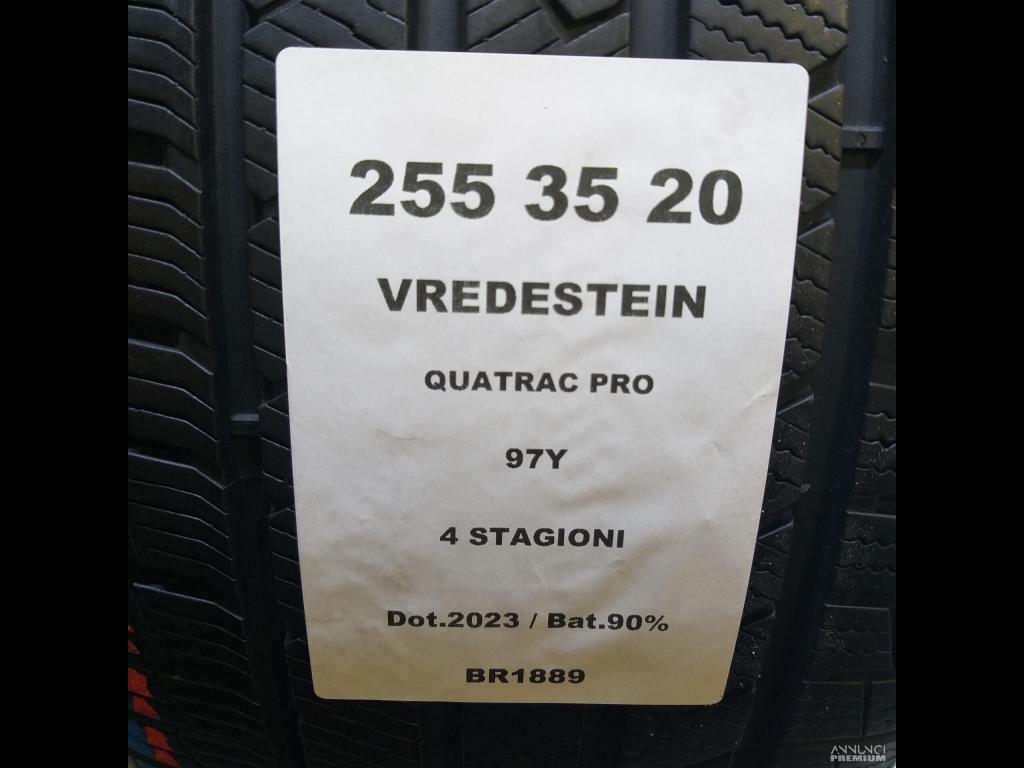 255 35 20
VREDESTEIN
QUATRAC PRO
97Y
4 STAGIONI
Dot.2023 / Bat.90%
BR1889
ANNUNCI
PREMIUM